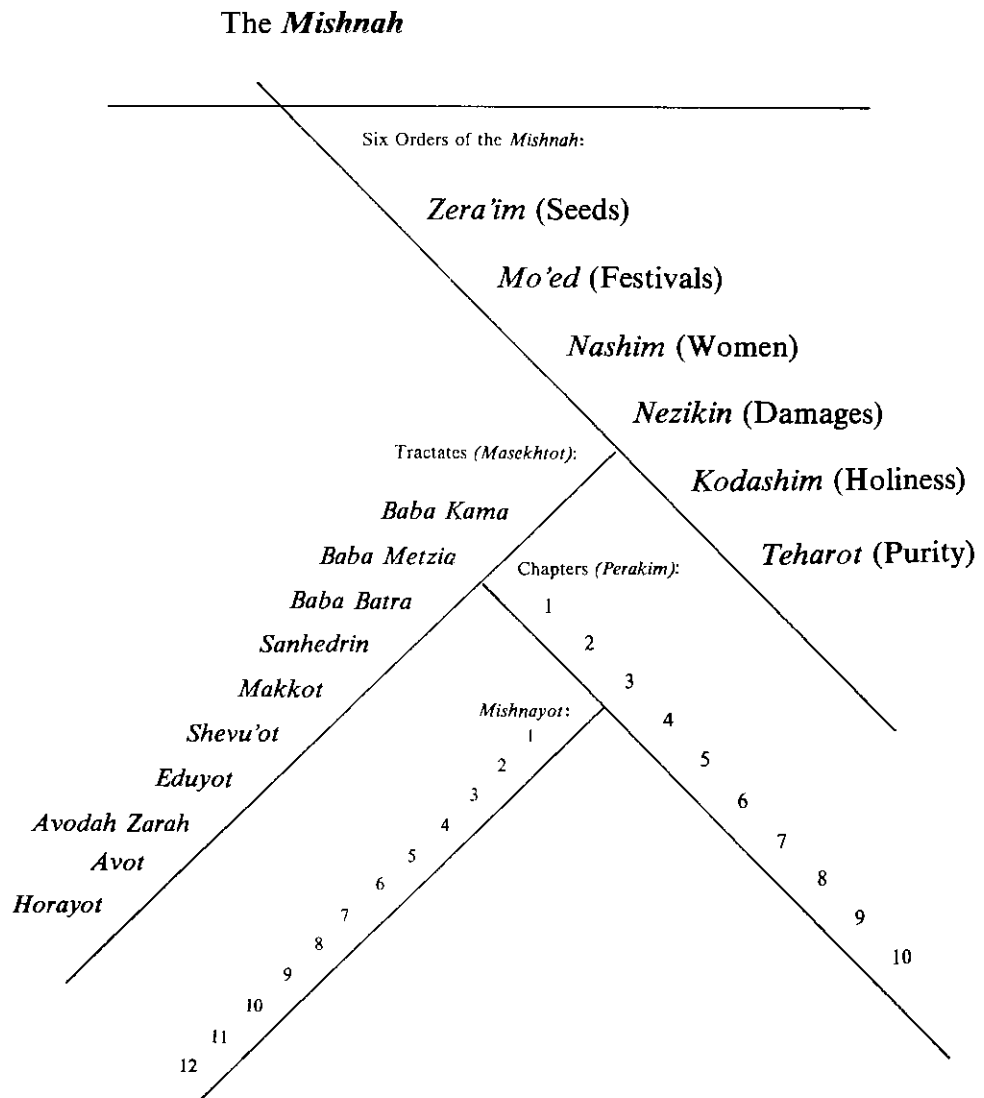 The Mishnah
Six Orders of the Mishnah:
Zera'im (Seeds)
Mo'ed (Festivals)
Nashim (Women)
Nezikin (Damages)
Kodashim (Holiness)
Teharot (Purity)
Tractates (Masekhtot):
Baba Kama
Baba Metzia
Baba Batra
Sanhedrin
Makkot
Shevu'ot
Eduyot
Avodah Zarah
Avot
Horayot
Chapters (Perakim):
1
2
3
4
5
6
7
8
9
10
Mishnayot:
1
2
3
4
5
6
7
8
9
10
11
12